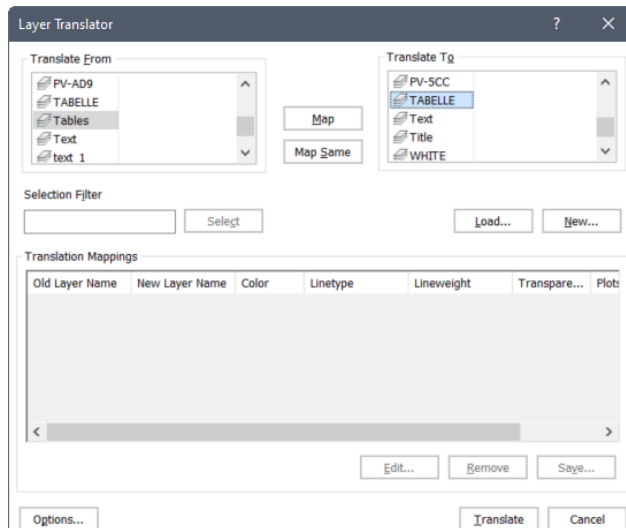 Layer Translator ?
Translate From
PV-AD9
TABELLE
Tables
Text
text 1
Map
Map Same
Translate To
PV-5CC
TABELLE
Text
Title
WHITE
Selection Filter
Select
Load... New...
Translation Mappings
Old Layer Name New Layer Name Color Linetype Lineweight Transpare... Plots
Edit... Remove Save...
Options... Translate Cancel